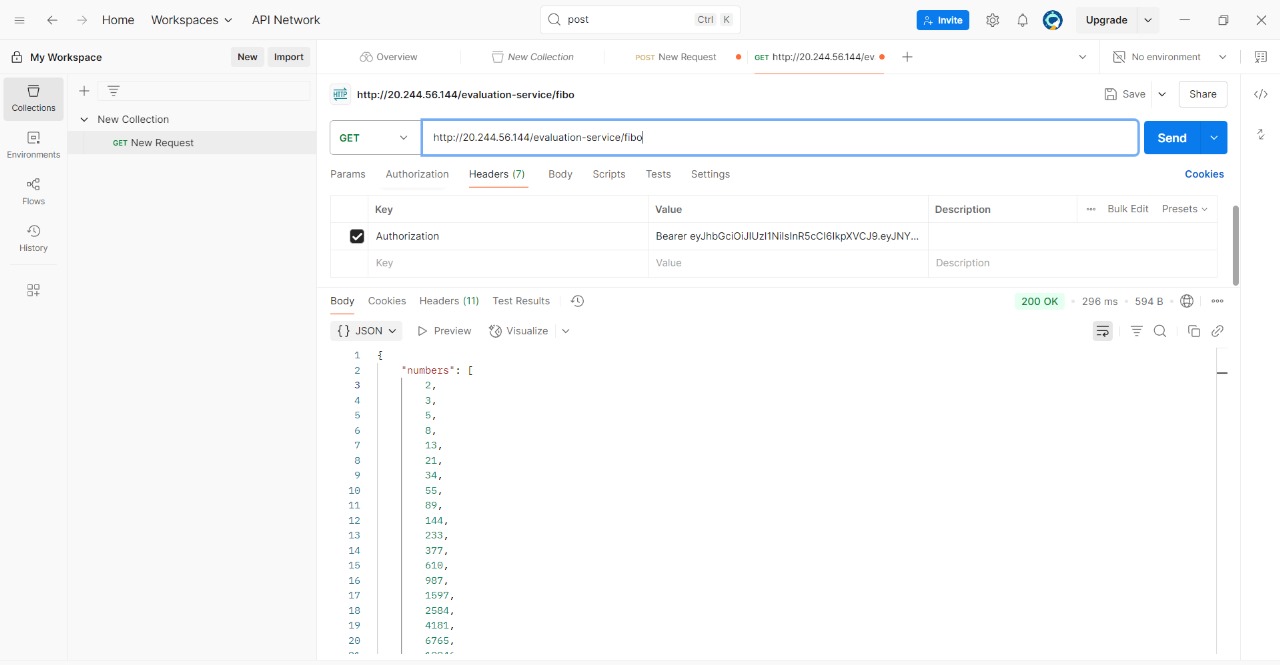 Home Workspaces API Network post Ctrl K Invite Upgrade
My Workspace New Import Overview New Collection POST New Request GET http://20.244.56.144/ev No environment
Collections
Environments
Flows
History
New Collection
GET New Request
HTTP http://20.244.56.144/evaluation-service/fibo Save Share
GET http://20.244.56.144/evaluation-service/fibo Send
Params Authorization Headers (7) Body Scripts Tests Settings Cookies
Key Value Description Bulk Edit Presets
Authorization Bearer
Key Value Description
Body Cookies Headers (11) Test Results 200 OK 296 ms 594 B
{} JSON Preview Visualize
1 {
2 "numbers": [
3 2,
4 3,
5 5,
6 8,
7 13,
8 21,
9 34,
10 55,
11 89,
12 144,
13 233,
14 377,
15 610,
16 987,
17 1597,
18 2584,
19 4181,
20 6765,